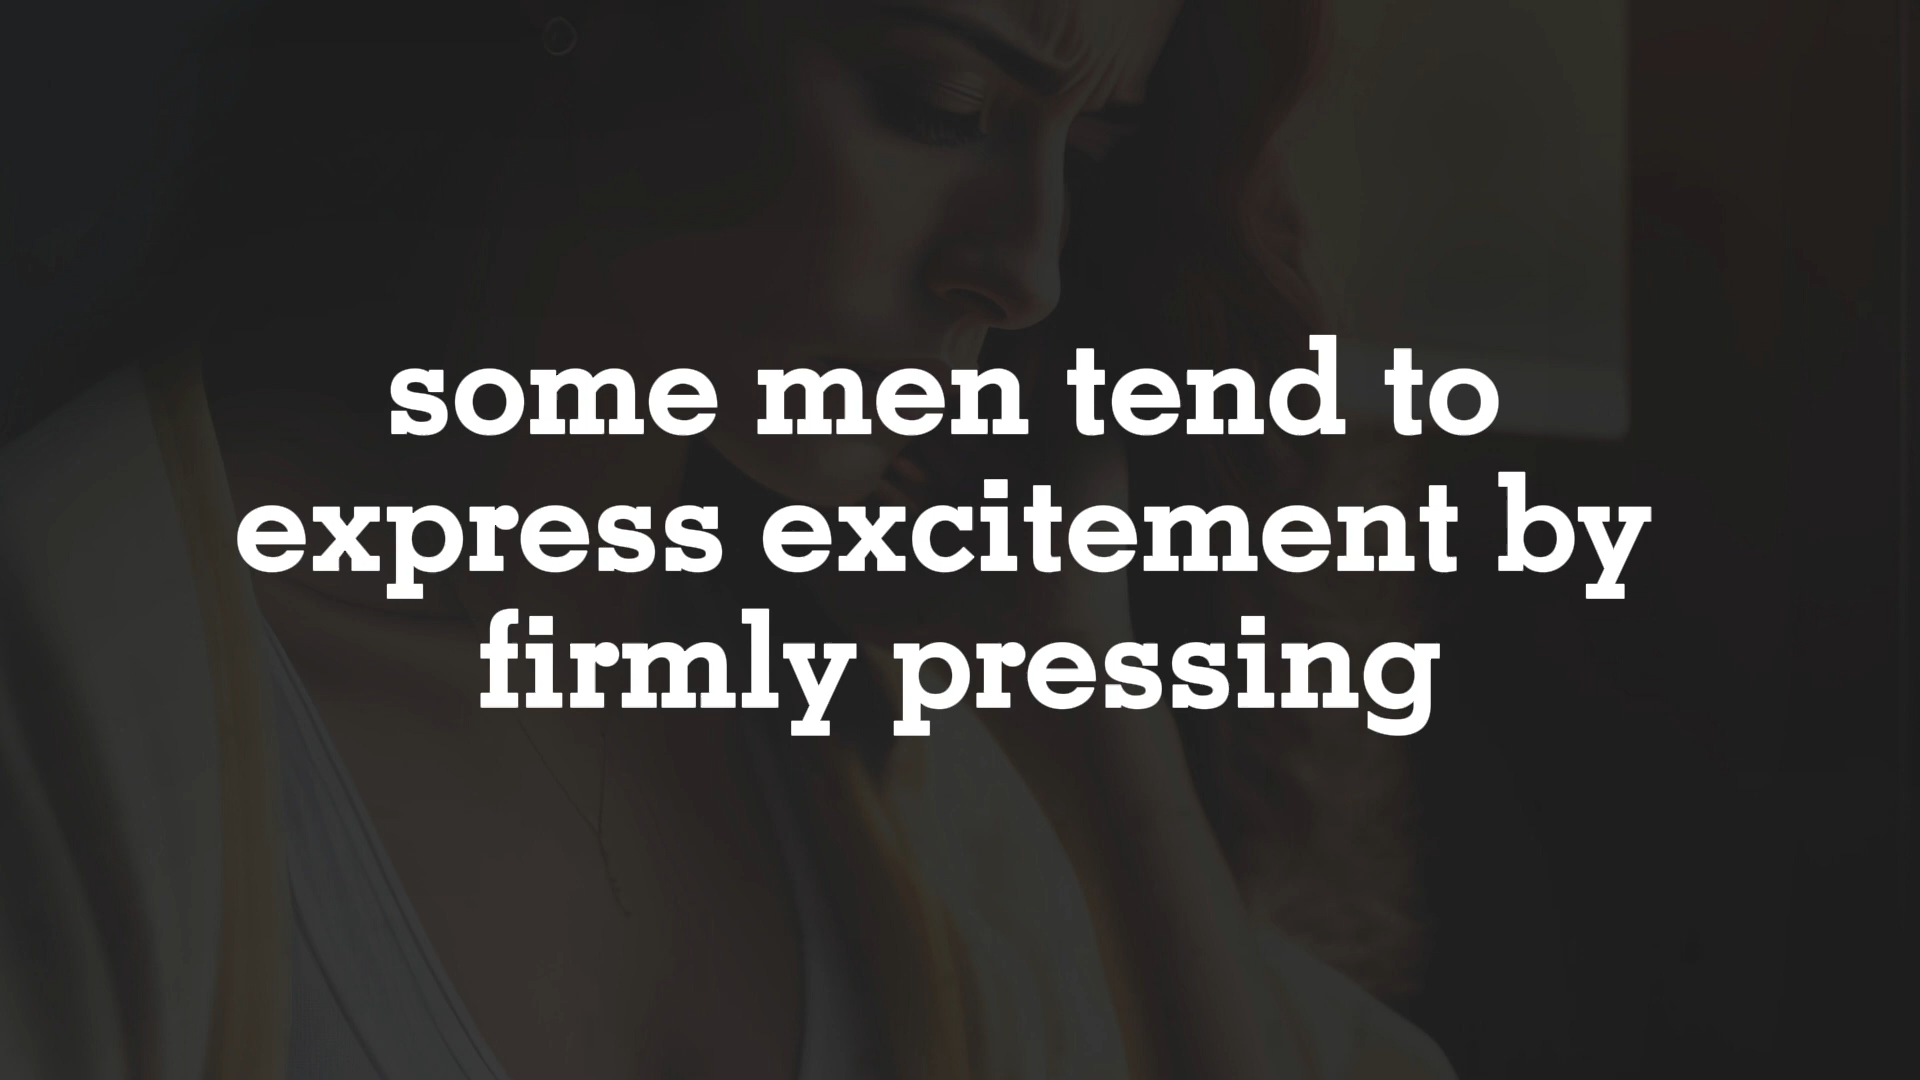 some men tend to
express excitement by
firmly pressing